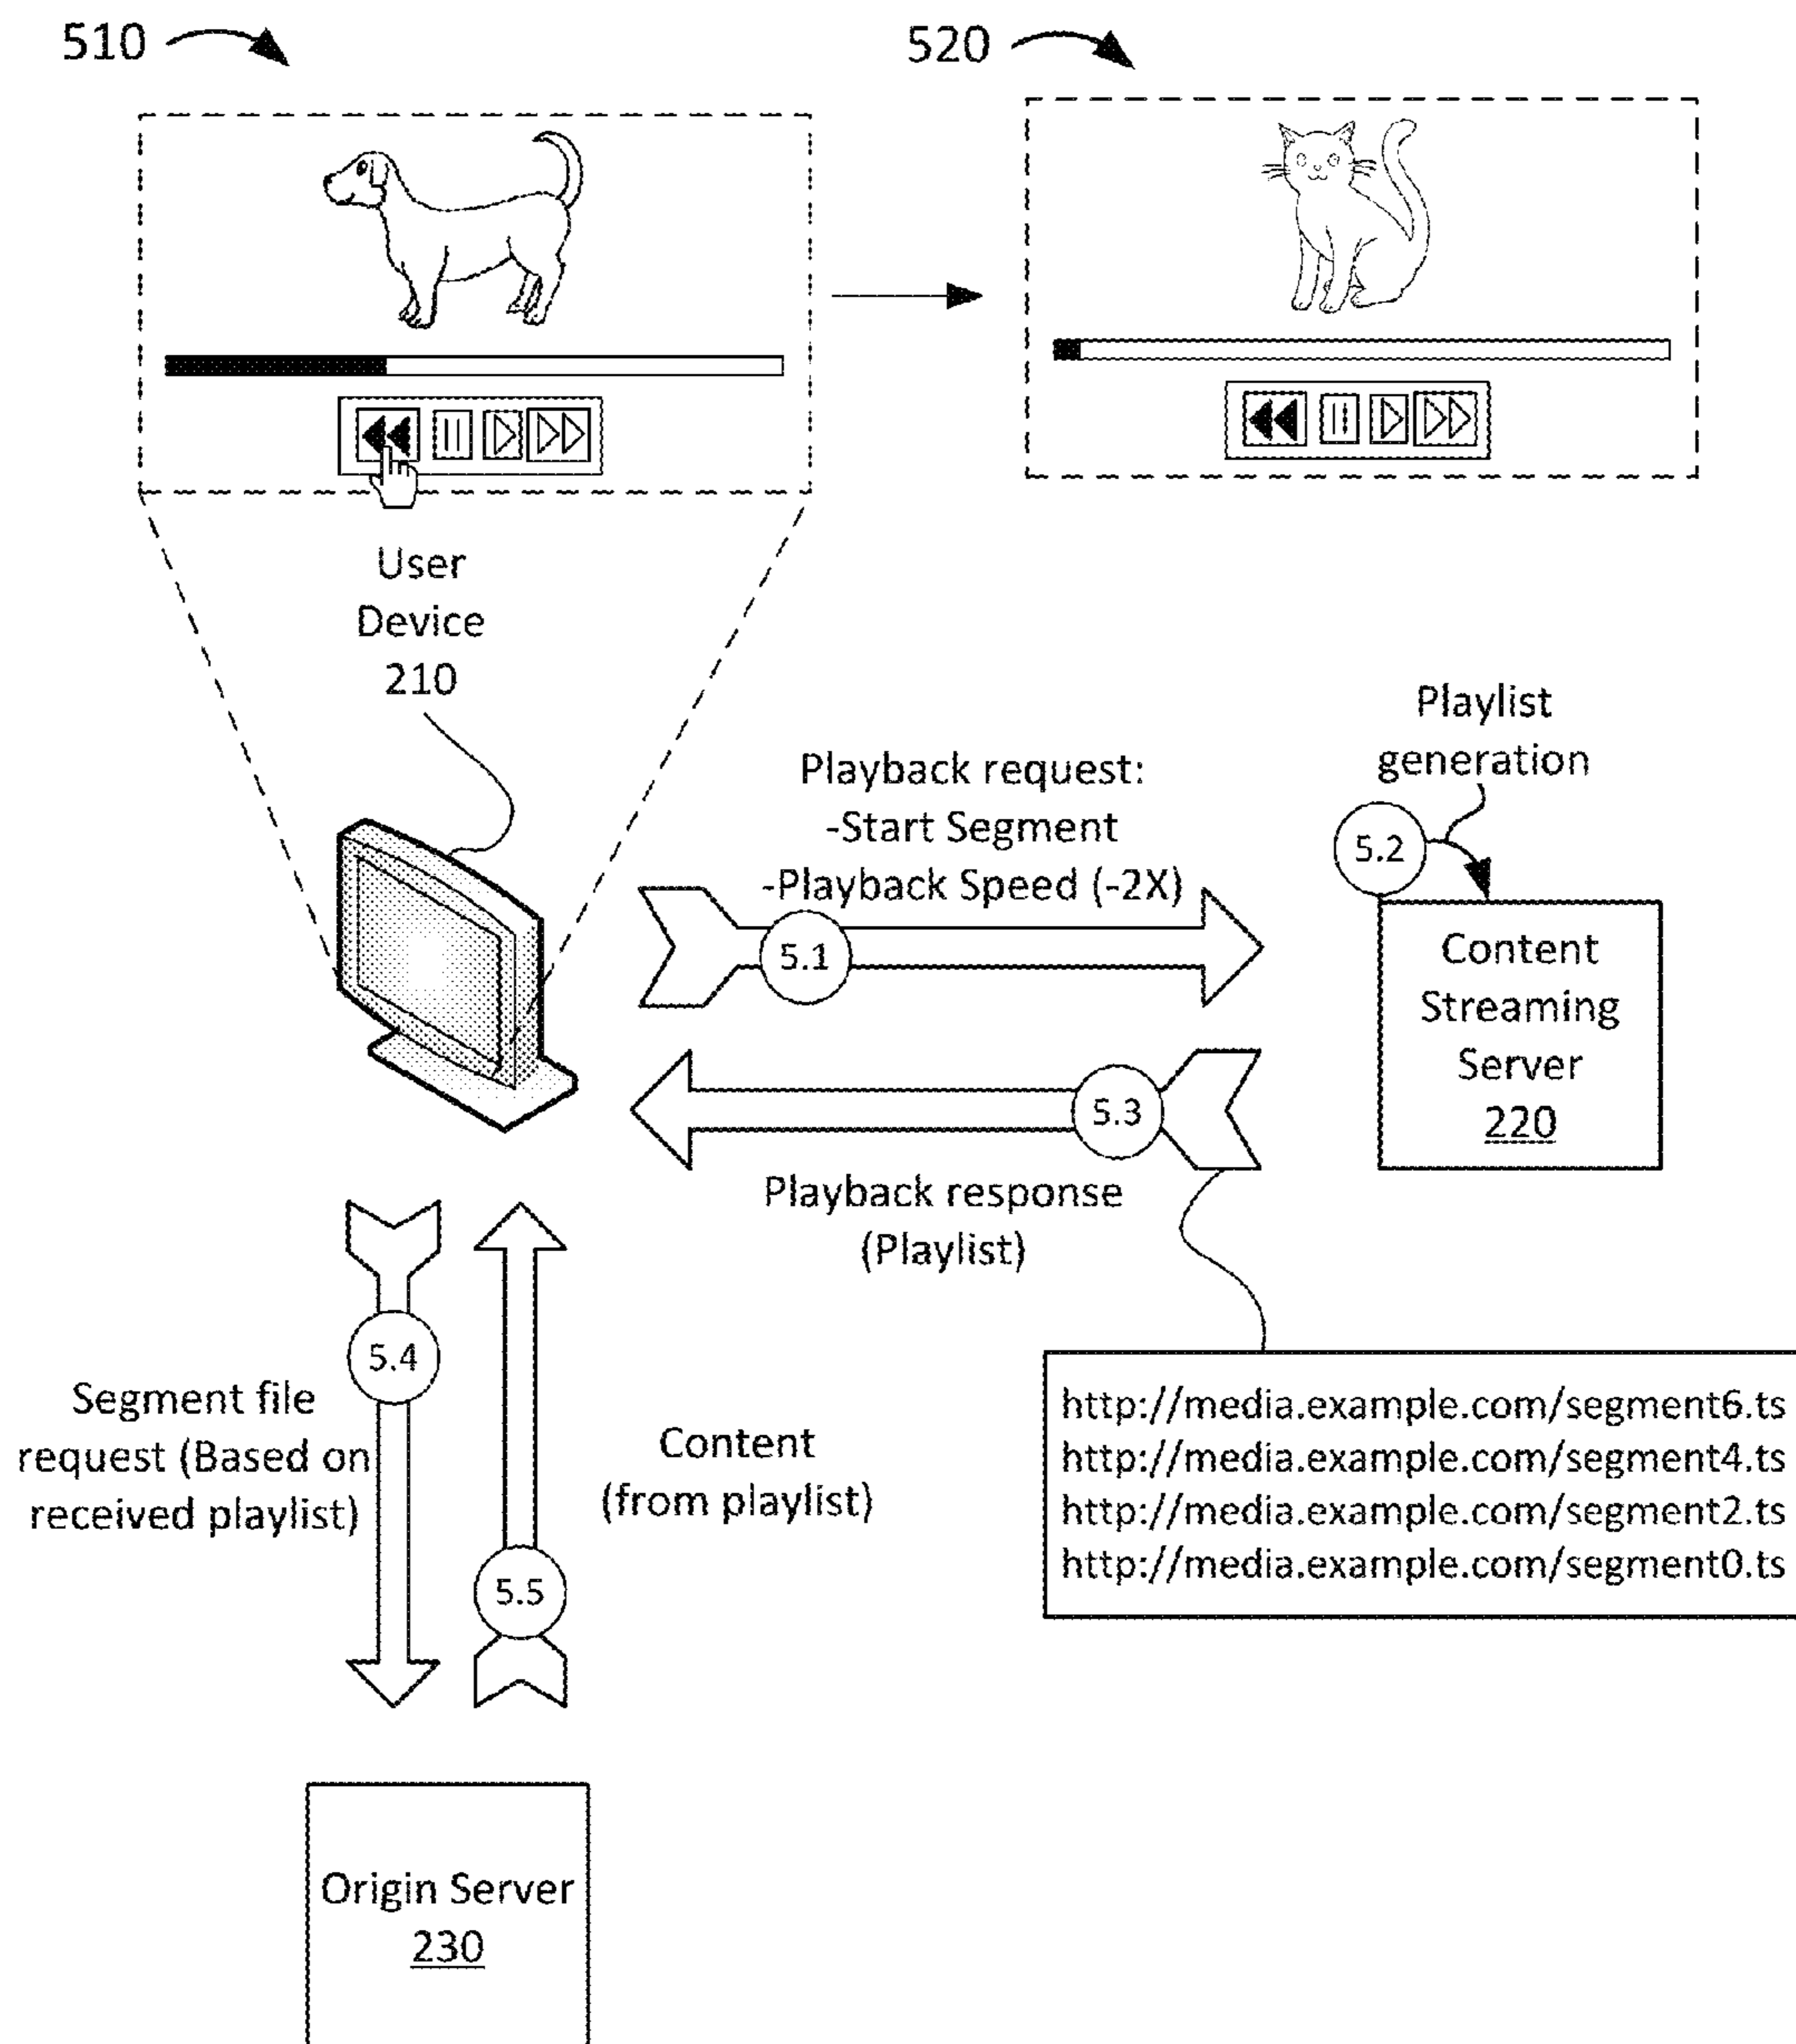 510
520
User
Device
210
Playback request:
-Start Segment
-Playback Speed (-2X)
Playlist
generation
5.2
5.1
Content
Streaming
Server
220
5.3
Playback response
(Playlist)
5.4
Segment file
request (Based on
received playlist)
Content
(from playlist)
5.5
http://media.example.com/segment6.ts
http://media.example.com/segment4.ts
http://media.example.com/segment2.ts
http://media.example.com/segment0.ts
Origin Server
230